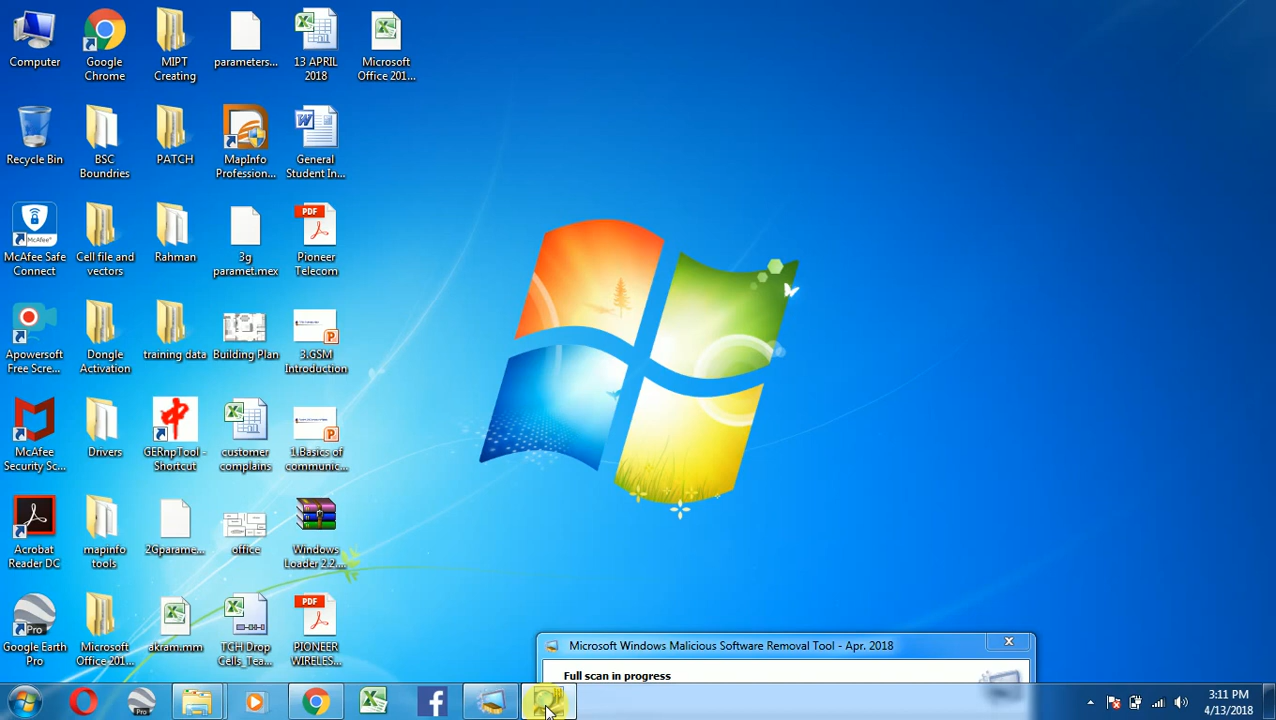 Computer
Google
Chrome
MIPT
Creating
parameters...
13 APRIL
2018
Microsoft
Office 201...
Recycle Bin
BSC
Boundries
PATCH
MapInfo
Profession...
General
Student In...
McAfee
McAfee Safe
Connect
Cell file and
vectors
Rahman
3g
paramet.mex
PDF
Pioneer
Telecom
Apowersoft
Free Scre...
Dongle
Activation
training data
Building Plan
3.GSM
Introduction
McAfee
Security Sc...
Drivers
中
GERnpTool -
Shortcut
customer
complains
1.Basics of
communic...
Acrobat
Reader DC
mapinfo
tools
2Gparame...
office
Windows
Loader 2.2....
Pro
Google Earth
Pro
Microsoft
Office 201...
akram.mm
TCH Drop
Cells_Tea...
PDF
PIONEER
WIRELES...
Microsoft Windows Malicious Software Removal Tool - Apr. 2018
Full scan in progress
Pro
3:11 PM
4/13/2018